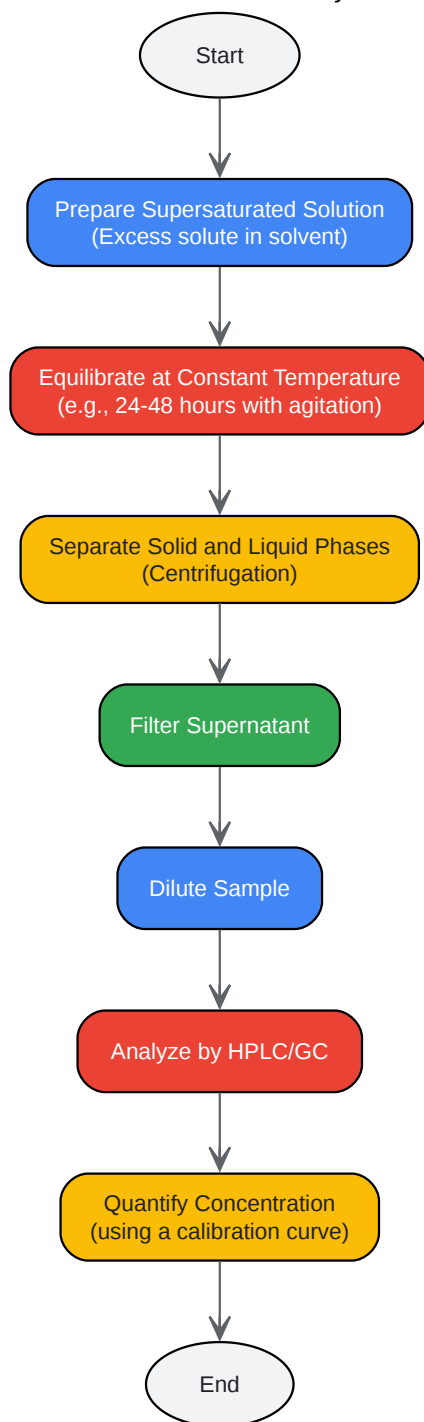 Start
Prepare Supersaturated Solution
(Excess solute in solvent)
Equilibrate at Constant Temperature
(e.g., 24-48 hours with agitation)
Separate Solid and Liquid Phases
(Centrifugation)
Filter Supernatant
Dilute Sample
Analyze by HPLC/GC
Quantify Concentration
(using a calibration curve)
End